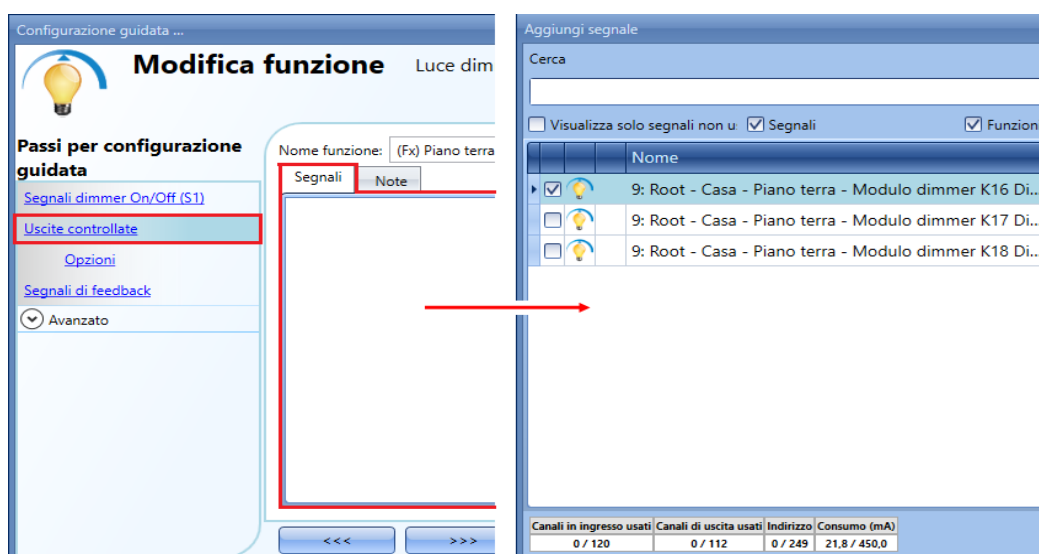 Configurazione guidata ...
Modifica funzione Luce dim
Passi per configurazione
guidata
Segnali dimmer On/Off (S1)
Uscite controllate
Opzioni
Segnali di feedback
Avanzato
Nome funzione: (Fx) Piano terra
Segnali Note
<<< >>>
Aggiungi segnale
Cerca
Visualizza solo segnali non u Segnali Funzion
Nome
9: Root - Casa - Piano terra - Modulo dimmer K16 Di...
9: Root - Casa - Piano terra - Modulo dimmer K17 Di...
9: Root - Casa - Piano terra - Modulo dimmer K18 Di...
Canali in ingresso usati Canali di uscita usati Indirizzo Consumo (mA)
0 / 120 0 / 112 0 / 249 21,8 / 450,0